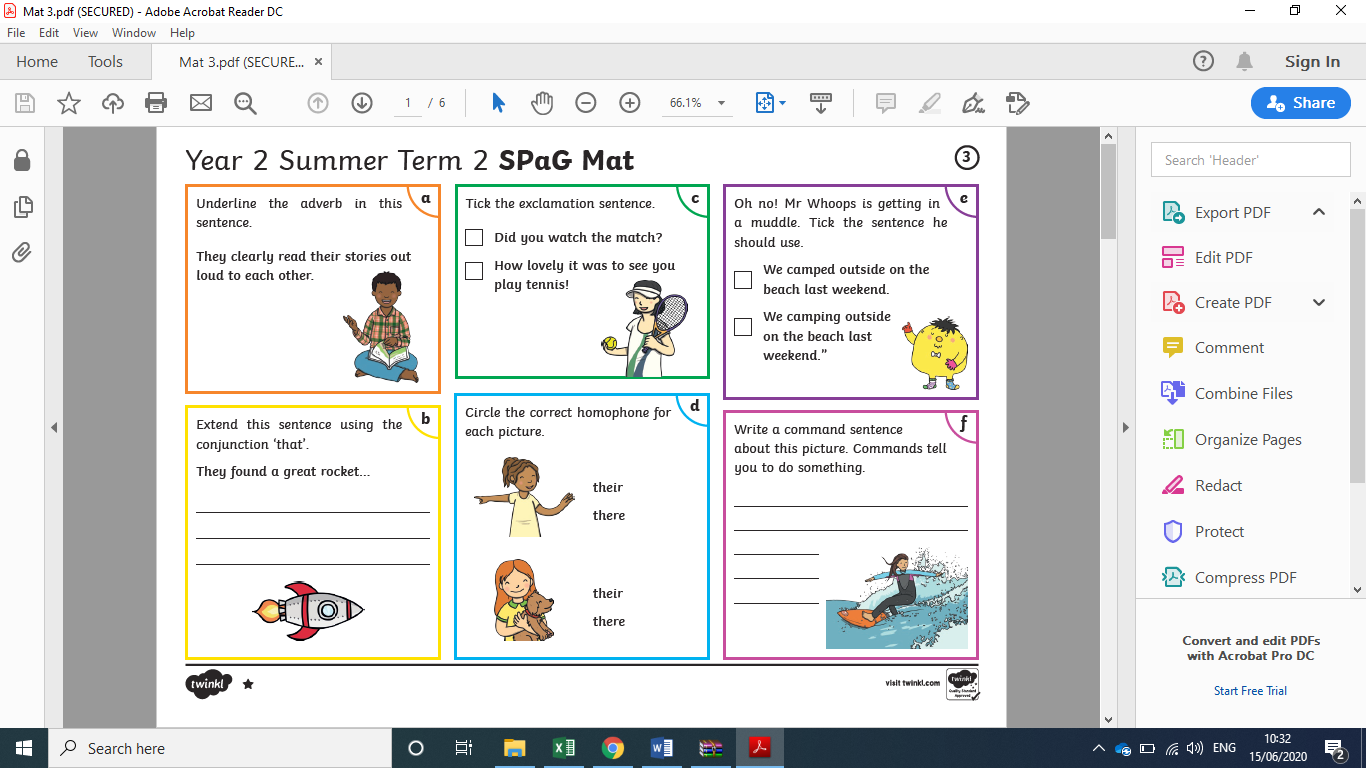 Mat 3.pdf (SECURED) - Adobe Acrobat Reader DC
File Edit View Window Help
Home Tools Mat 3.pdf (SECURE... × Sign In
1 / 6 66.1% Share
Year 2 Summer Term 2 SPaG Mat 3
a
Underline the adverb in this
sentence.
They clearly read their stories out
loud to each other.
b
Extend this sentence using the
conjunction ‘that’.
They found a great rocket...
c
Tick the exclamation sentence.
Did you watch the match?
How lovely it was to see you
play tennis!
d
Circle the correct homophone for
each picture.
their
there
their
there
e
Oh no! Mr Whoops is getting in
a muddle. Tick the sentence he
should use.
We camped outside on the
beach last weekend.
We camping outside
on the beach last
weekend.”
f
Write a command sentence
about this picture. Commands tell
you to do something.
twinkl
visit twinkl.com
twinkl
Quality Standard
Approved
Search 'Header'
Export PDF
Edit PDF
Create PDF
Comment
Combine Files
Organize Pages
Redact
Protect
Compress PDF
Convert and edit PDFs
with Acrobat Pro DC
Start Free Trial
Search here
ENG
10:32
15/06/2020
2